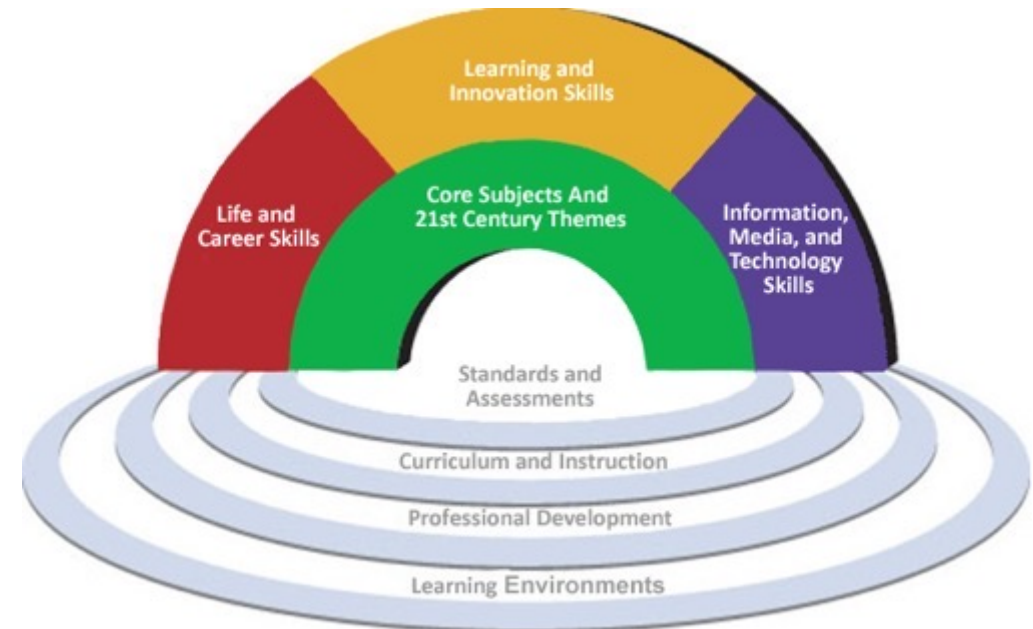 Learning and
Innovation Skills
Life and
Career Skills
Core Subjects And
21st Century Themes
Information,
Media, and
Technology
Skills
Standards and
Assessments
Curriculum and Instruction
Professional Development
Learning Environments